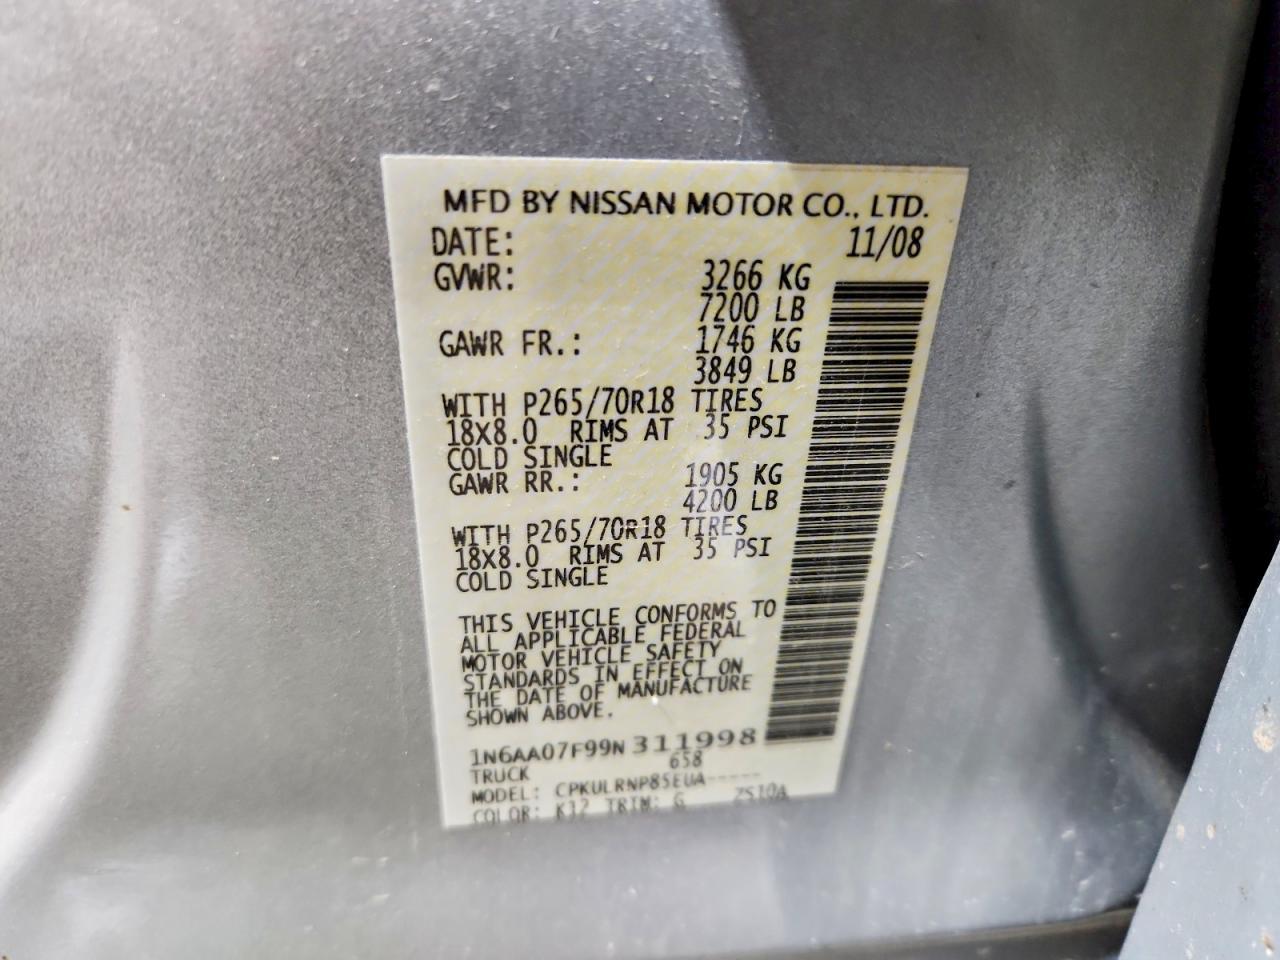 MFD BY NISSAN MOTOR CO., LTD.
DATE: 11/08
GVWR: 3266 KG
7200 LB
GAWR FR.: 1746 KG
3849 LB
WITH P265/70R18 TIRES
18X8.0 RIMS AT 35 PSI
COLD SINGLE
GAWR RR.: 1905 KG
4200 LB
WITH P265/70R18 TIRES
18X8.0 RIMS AT 35 PSI
COLD SINGLE
THIS VEHICLE CONFORMS TO
ALL APPLICABLE FEDERAL
MOTOR VEHICLE SAFETY
STANDARDS IN EFFECT ON
THE DATE OF MANUFACTURE
SHOWN ABOVE.
1N6AA07F99N311998
TRUCK 658
MODEL: CPKULRNP85EUA-----
COLOR: K12 TRIM: G ZS10A